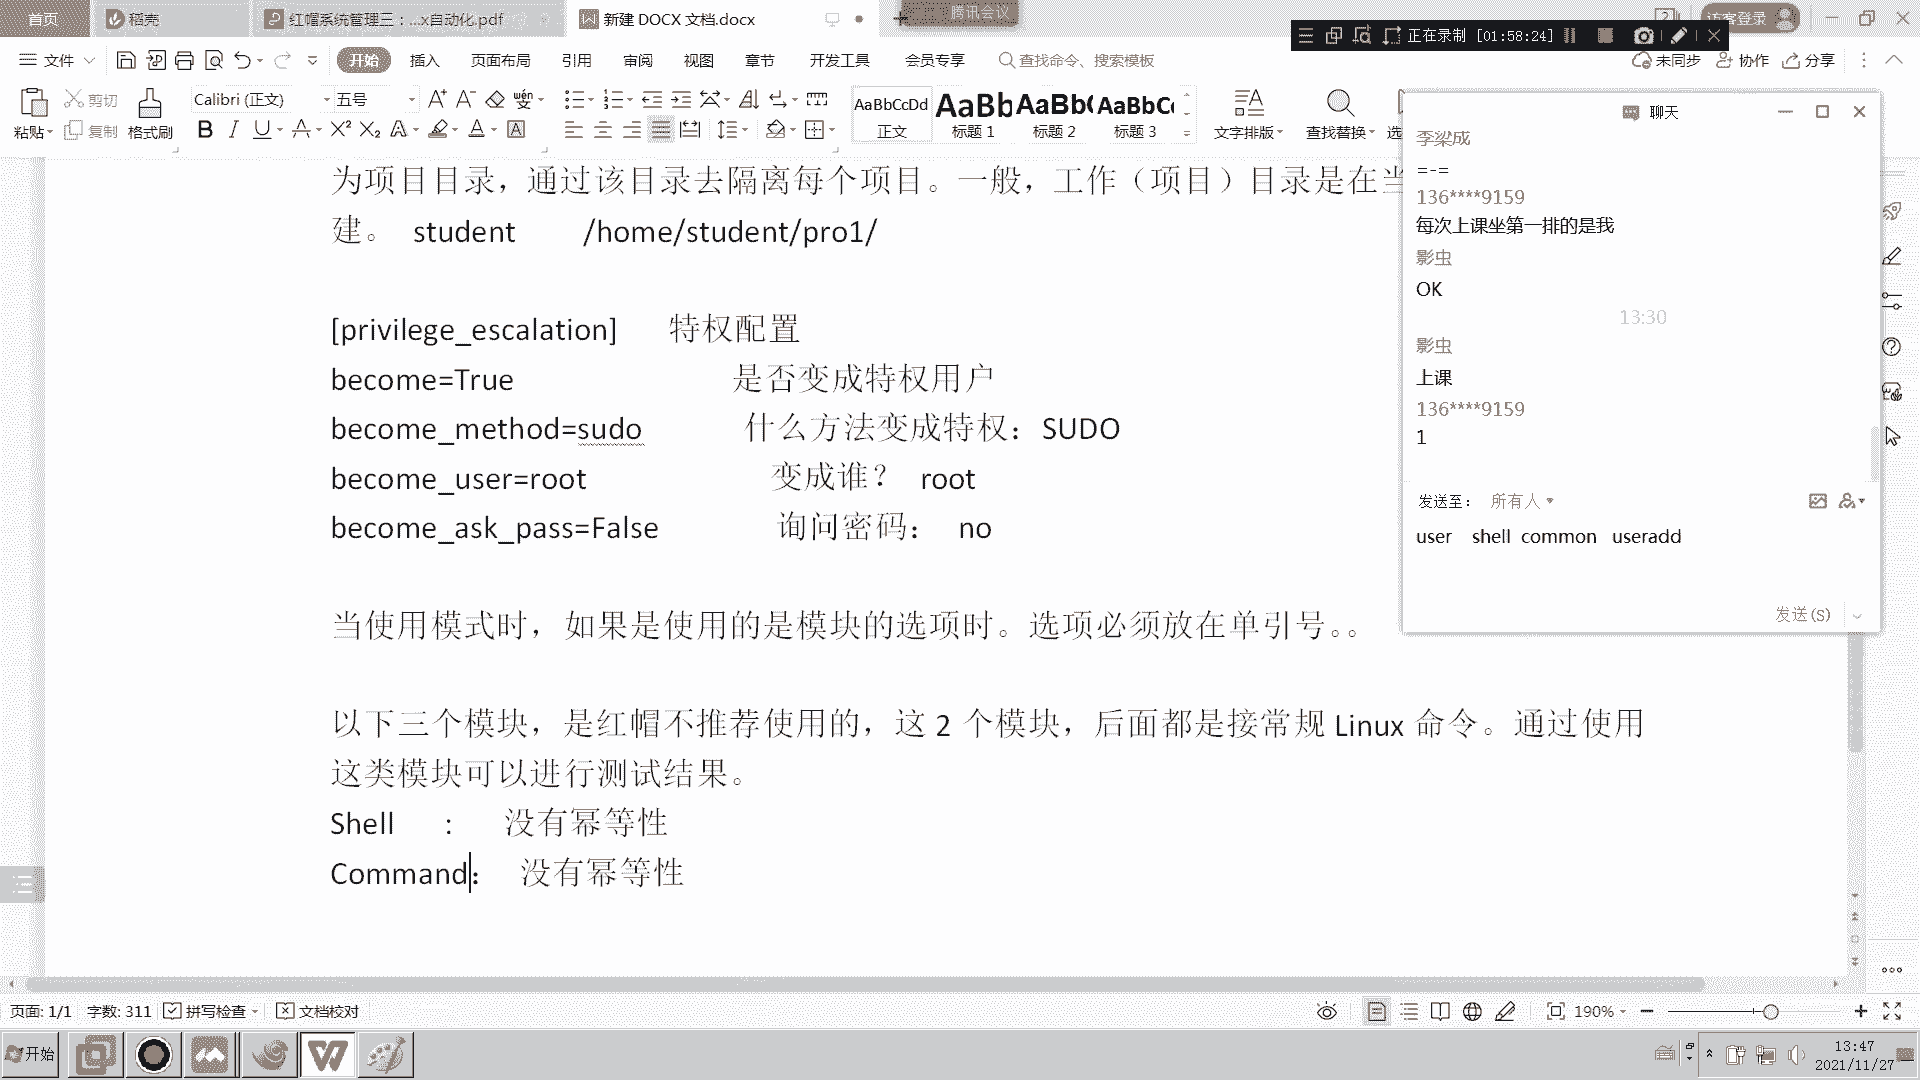 首页
稻壳
红帽系统管理三：...x自动化.pdf
新建 DOCX 文档.docx
腾讯会议
访客登录
正在录制 [01:58:24]
文件
开始
插入
页面布局
引用
审阅
视图
章节
开发工具
会员专享
查找命令、搜索模板
未同步
协作
分享
粘贴
剪切
复制
格式刷
Calibri (正文)
五号
AaBbCcDd
正文
AaBb
标题 1
AaBb(
标题 2
AaBbC
标题 3
文字排版
查找替换
选
为项目目录，通过该目录去隔离每个项目。一般，工作（项目）目录是在当
建。 student /home/student/pro1/
[privilege_escalation] 特权配置
become=True 是否变成特权用户
become_method=sudo 什么方法变成特权：SUDO
become_user=root 变成谁？ root
become_ask_pass=False 询问密码： no
当使用模式时，如果是使用的是模块的选项时。选项必须放在单引号。。
以下三个模块，是红帽不推荐使用的，这 2 个模块，后面都是接常规 Linux 命令。通过使用
这类模块可以进行测试结果。
Shell : 没有幂等性
Command： 没有幂等性
聊天
李梁成
=-=
136****9159
每次上课坐第一排的是我
影虫
OK
13:30
影虫
上课
136****9159
1
发送至：
所有人
user shell common useradd
发送(S)
页面: 1/1
字数: 311
拼写检查
文档校对
190%
开始
13:47
2021/11/27